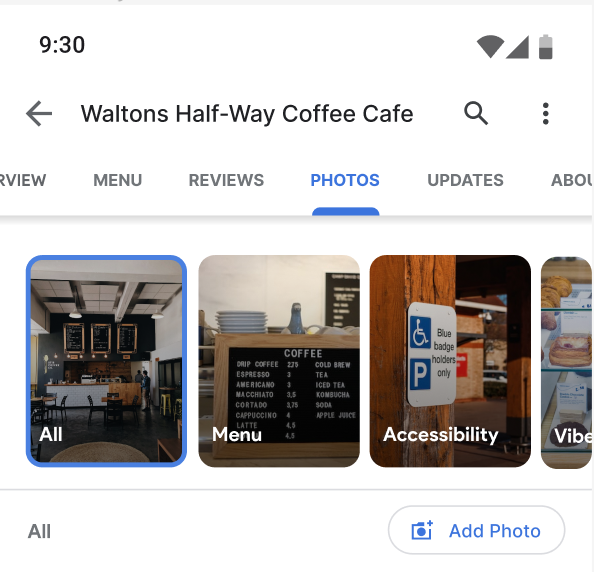 9:30
Waltons Half-Way Coffee Cafe
RVIEW MENU REVIEWS PHOTOS UPDATES ABOU
All
COFFEE
DRIP COFFEE 2,75 COLD BREW
ESPRESSO 3 TEA
AMERICANO 3 ICED TEA
MACCHIATO 3,5 KOMBUCHA
CORTADO 3,75 SODA
CAPPUCCINO 4 APPLE JUICE
LATTE 4,5
4,5
Menu
Blue
badge
holders
only
P
Accessibility
Vibe
All
Add Photo